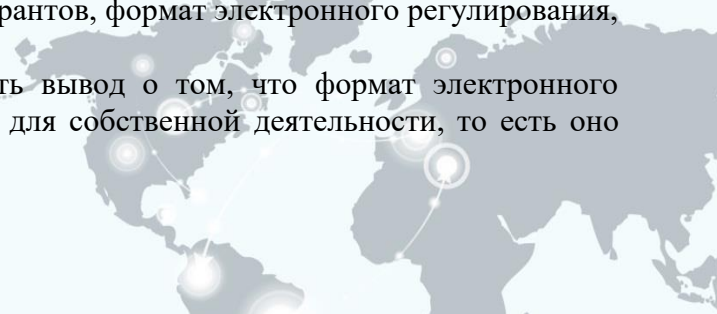 рантов, формат электронного регулирования,
ть вывод о том, что формат электронного
для собственной деятельности, то есть оно